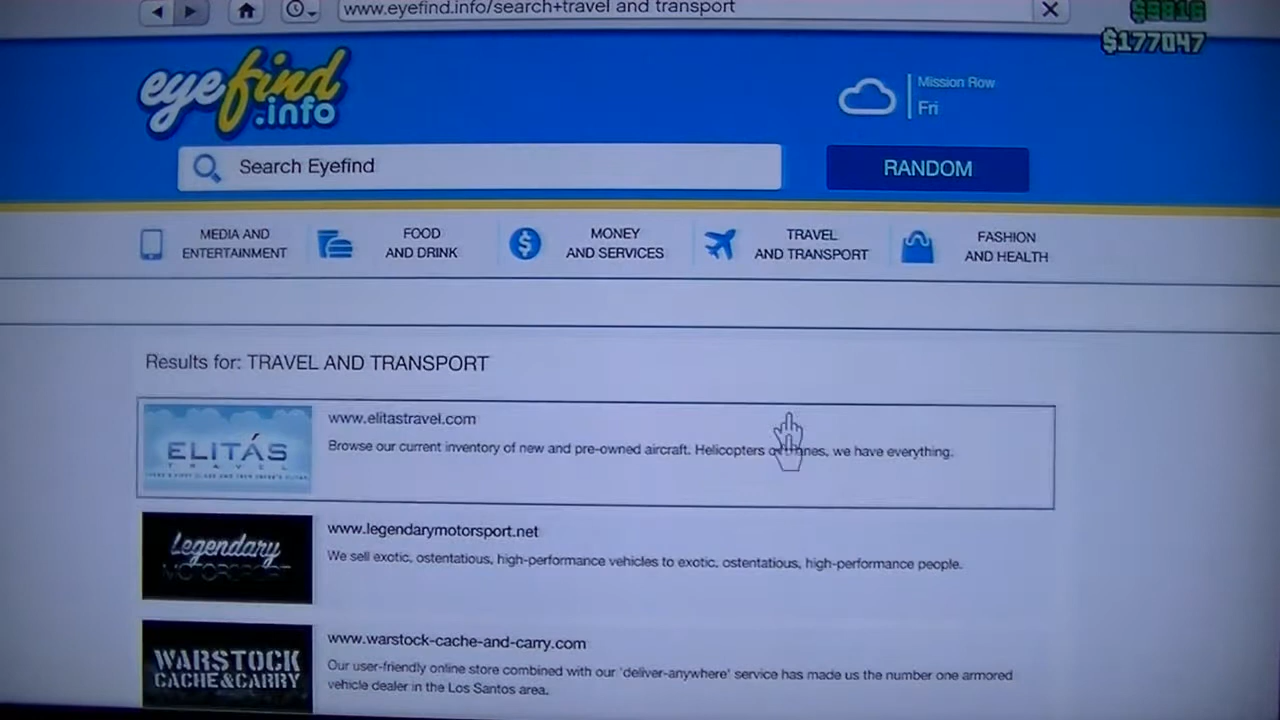 www.eyefind.info/search+travel and transport
$9816
$177047
eyefind
.info
Mission Row
Fri
Search Eyefind
RANDOM
MEDIA AND
ENTERTAINMENT
FOOD
AND DRINK
MONEY
AND SERVICES
TRAVEL
AND TRANSPORT
FASHION
AND HEALTH
Results for: TRAVEL AND TRANSPORT
ELITÁS
TRAVEL
www.elitastravel.com
Browse our current inventory of new and pre-owned aircraft. Helicopters we have everything.
Legendary
MOTORSPORT
www.legendarymotorsport.net
We sell exotic, ostentatious, high-performance vehicles to exotic, ostentatious, high-performance people.
WARSTOCK
CACHE&CARRY
www.warstock-cache-and-carry.com
Our user-friendly online store combined with our 'deliver-anywhere' service has made us the number one armored
vehicle dealer in the Los Santos area.